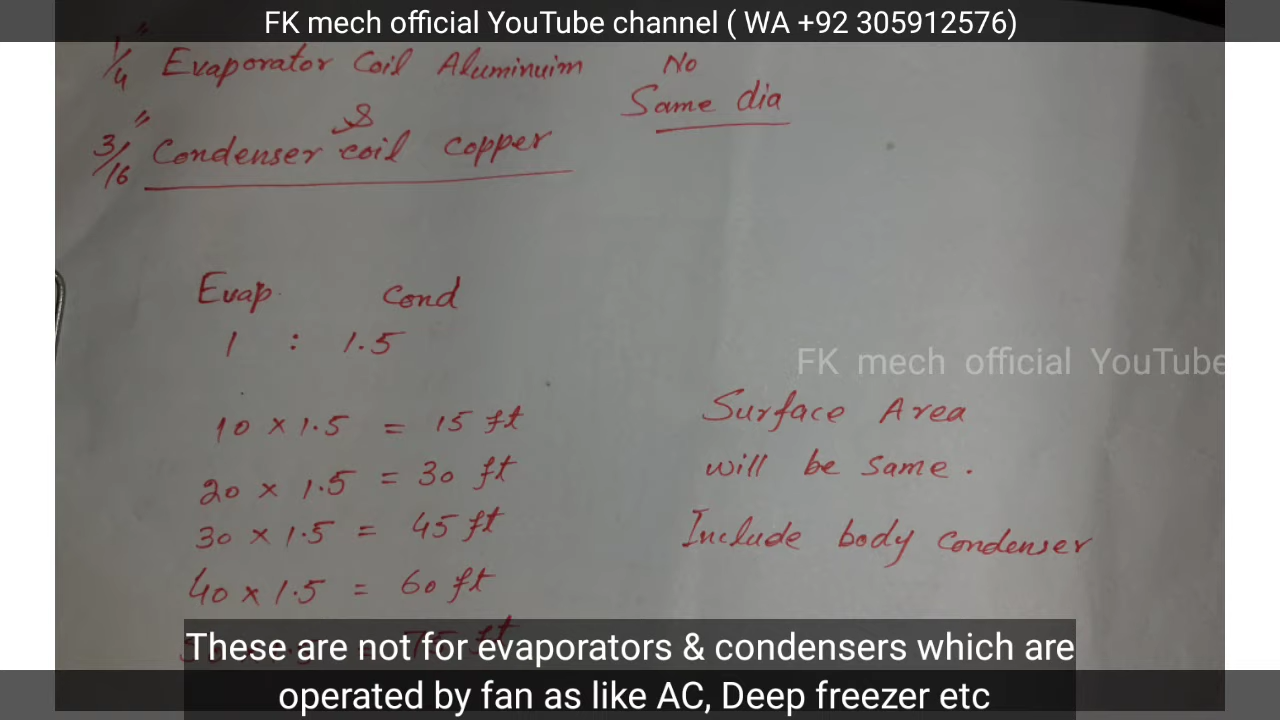 FK mech official YouTube channel ( WA +92 305912576)
1/4" Evaporator Coil Aluminuim No
Same dia
&
3/16" Condenser coil copper
Evap. Cond
1 : 1.5
FK mech official YouTube
10 x 1.5 = 15 ft
Surface Area
20 x 1.5 = 30 ft
will be same.
30 x 1.5 = 45 ft
Include body condenser
40 x 1.5 = 60 ft
75 ft
These are not for evaporators & condensers which are
operated by fan as like AC, Deep freezer etc